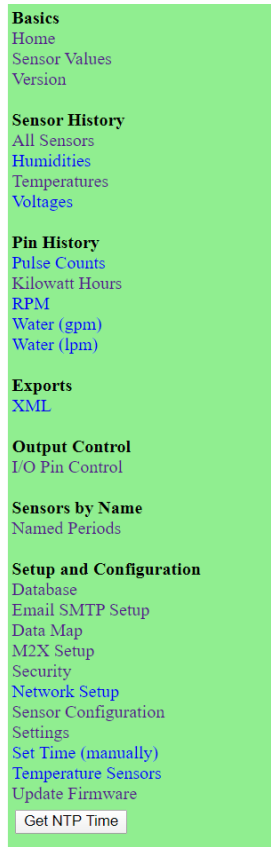 Basics
Home
Sensor Values
Version
Sensor History
All Sensors
Humidities
Temperatures
Voltages
Pin History
Pulse Counts
Kilowatt Hours
RPM
Water (gpm)
Water (lpm)
Exports
XML
Output Control
I/O Pin Control
Sensors by Name
Named Periods
Setup and Configuration
Database
Email SMTP Setup
Data Map
M2X Setup
Security
Network Setup
Sensor Configuration
Settings
Set Time (manually)
Temperature Sensors
Update Firmware
Get NTP Time